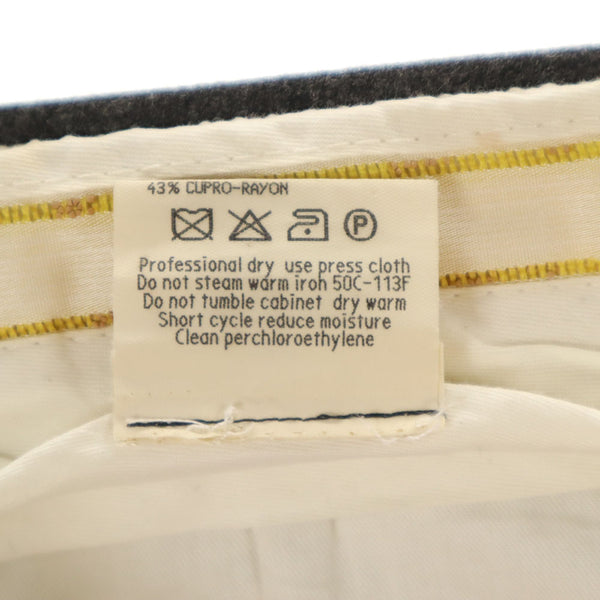 43% CUPRO-RAYON
P
Professional dry use press cloth
Do not steam warm iron 50C-113F
Do not tumble cabinet dry warm
Short cycle reduce moisture
Clean perchloroethylene